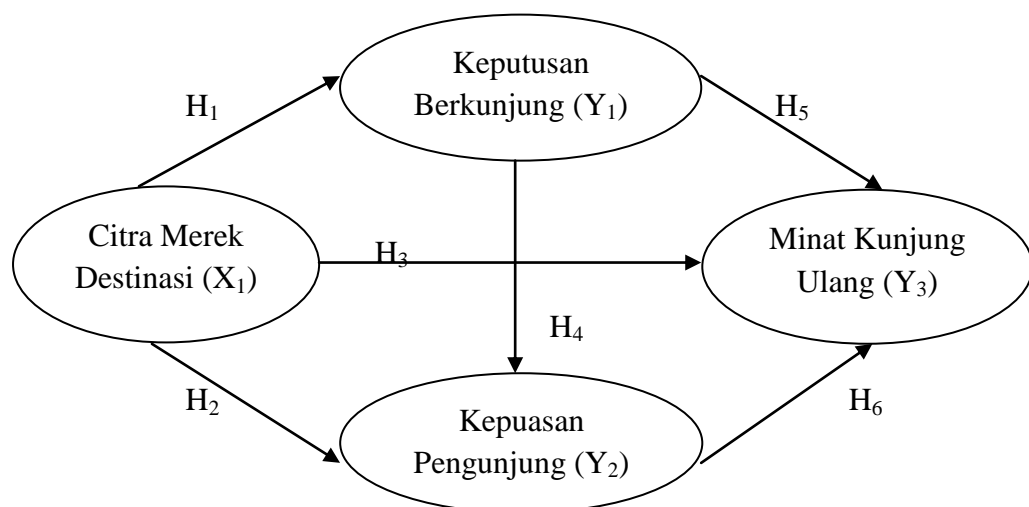 Keputusan
Berkunjung (Y₁)
H₁
H₅
Citra Merek
Destinasi (X₁)
H₃
Minat Kunjung
Ulang (Y₃)
H₄
H₂
Kepuasan
Pengunjung (Y₂)
H₆